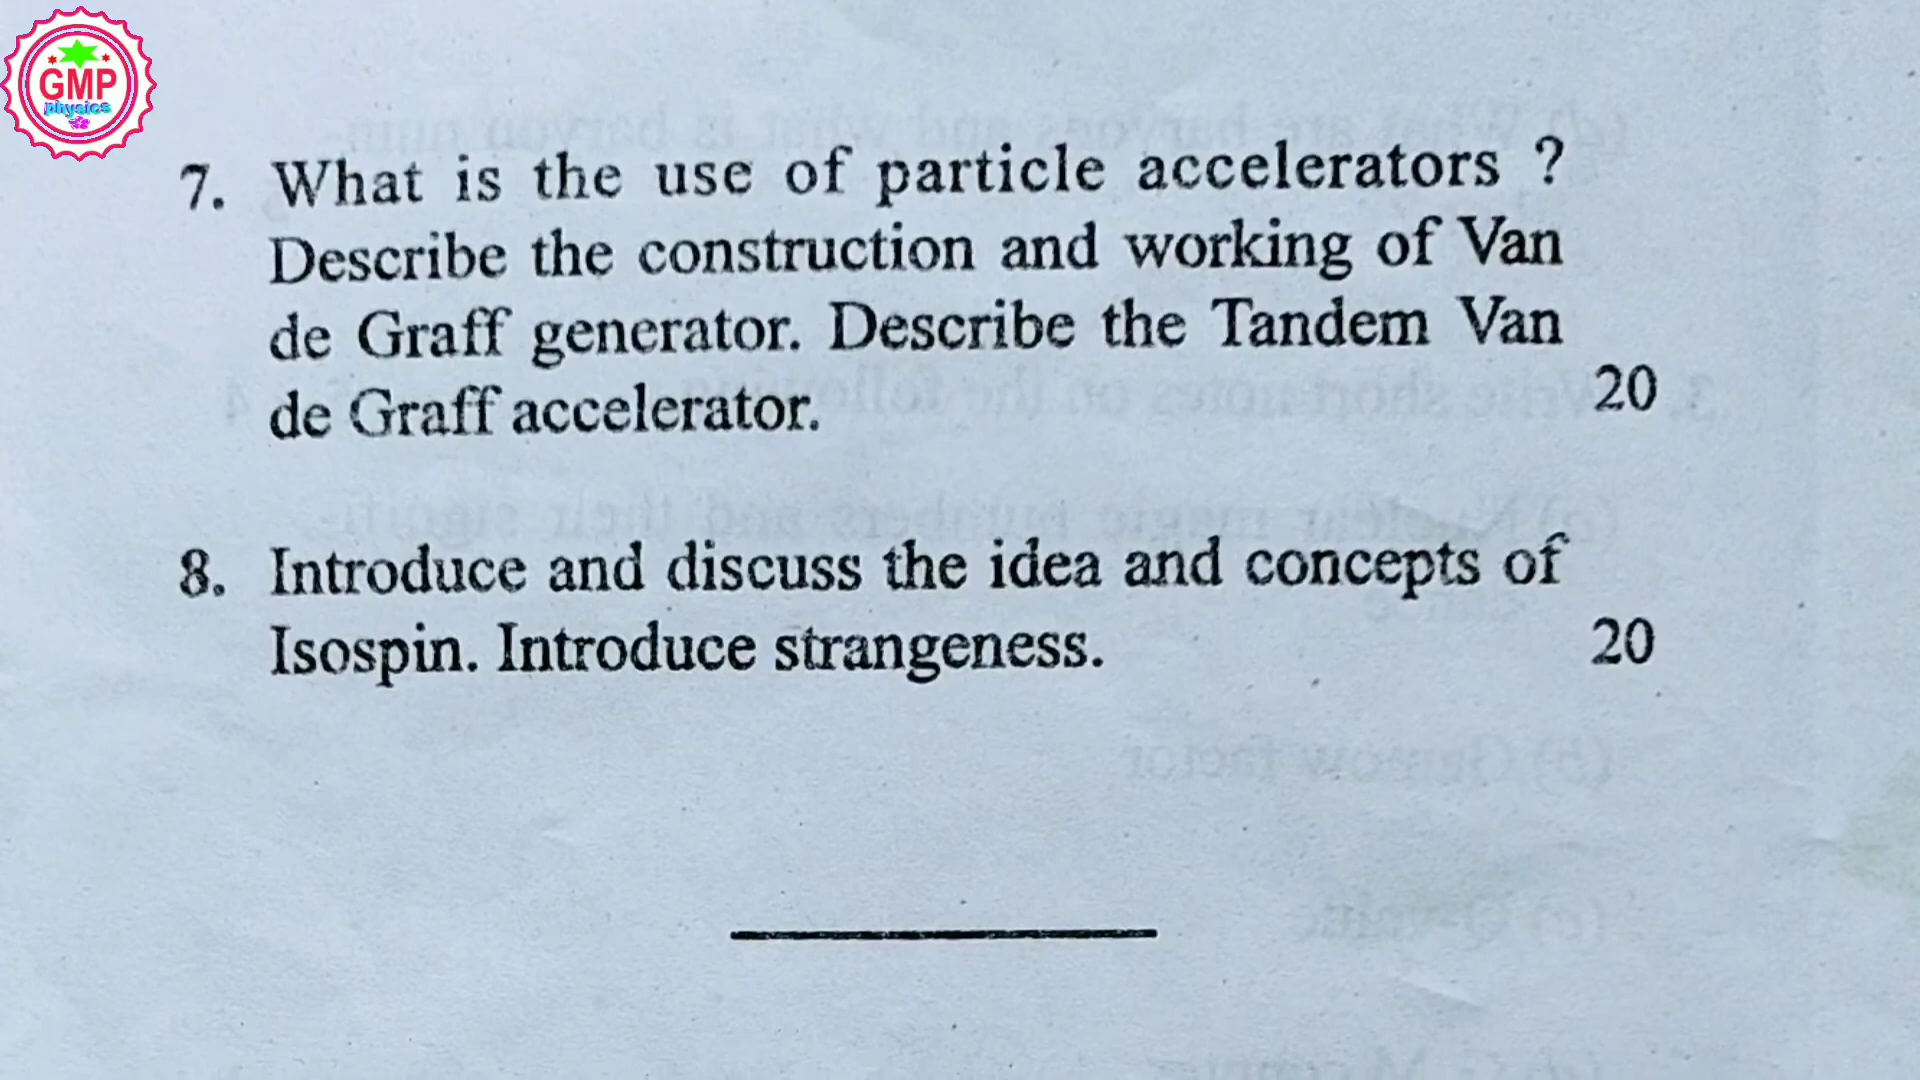 GMP
physics
7. What is the use of particle accelerators ?
Describe the construction and working of Van
de Graff generator. Describe the Tandem Van
de Graff accelerator. 20
8. Introduce and discuss the idea and concepts of
Isospin. Introduce strangeness. 20